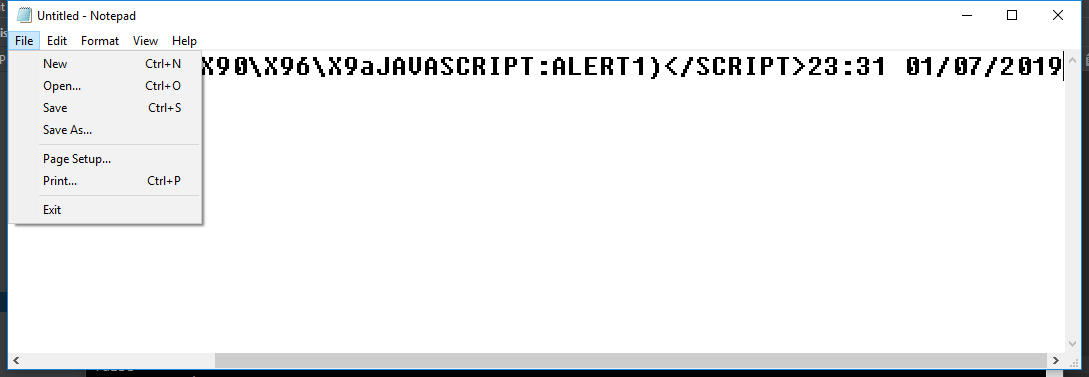 Untitled - Notepad
File Edit Format View Help
X90\X96\X9aJAVASCRIPT:ALERT1)</SCRIPT>23:31 01/07/2019
New Ctrl+N
Open... Ctrl+O
Save Ctrl+S
Save As...
Page Setup...
Print... Ctrl+P
Exit